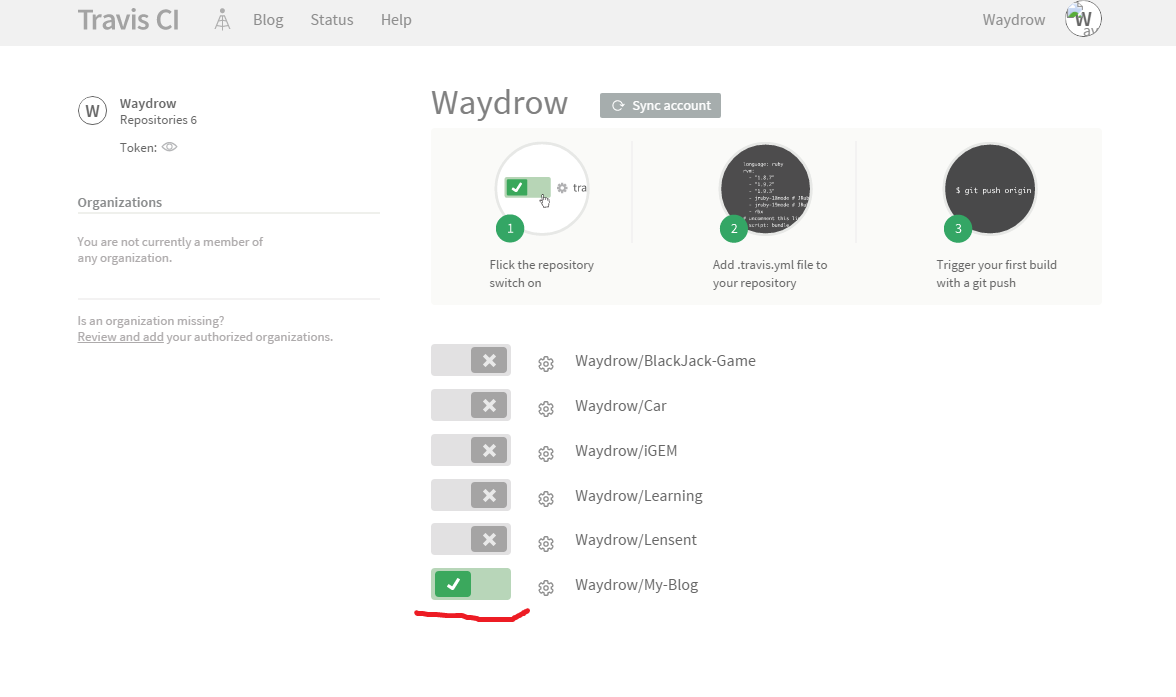 Travis CI Blog Status Help Waydrow
W
W
Waydrow
Repositories 6
Token:
Organizations
You are not currently a member of
any organization.
Is an organization missing?
Review and add your authorized organizations.
Waydrow
Sync account
tra
1
Flick the repository
switch on
language: ruby
rvm:
- "1.8.7"
- "1.9.2"
- "1.9.3"
- jruby-18mode # JRu
- jruby-19mode # JRu
- rbx
# uncomment this li
script: bundle
2
Add .travis.yml file to
your repository
$ git push origin
3
Trigger your first build
with a git push
Waydrow/BlackJack-Game
Waydrow/Car
Waydrow/iGEM
Waydrow/Learning
Waydrow/Lensent
Waydrow/My-Blog